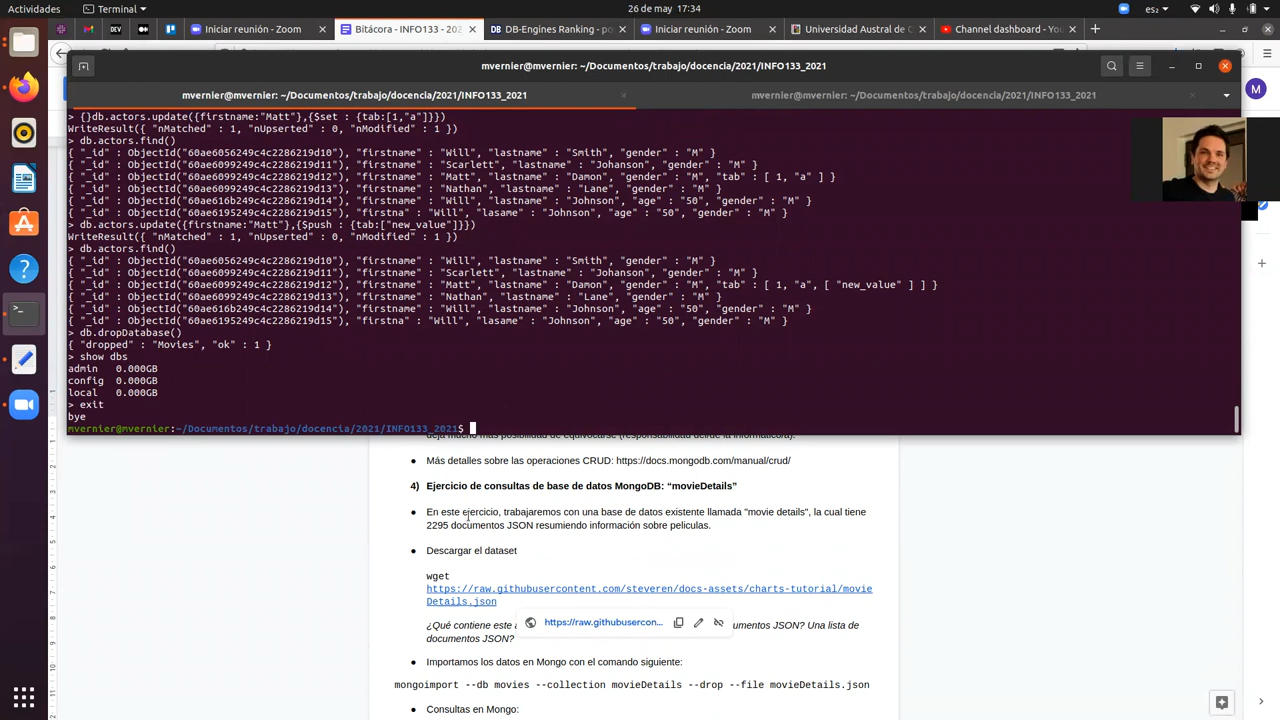 Actividades
Terminal
26 de may 17:34
es₂
Iniciar reunión - Zoom
Bitácora - INFO133 - 202
DB-Engines Ranking - po
Iniciar reunión - Zoom
Universidad Austral de C
Channel dashboard - You
mvernier@mvernier: ~/Documentos/trabajo/docencia/2021/INFO133_2021
mvernier@mvernier: ~/Documentos/trabajo/docencia/2021/INFO133_2021
mvernier@mvernier: ~/Documentos/trabajo/docencia/2021/INFO133_2021
M
> {}db.actors.update({firstname:"Matt"},{$set : {tab:[1,"a"]}})
WriteResult({ "nMatched" : 1, "nUpserted" : 0, "nModified" : 1 })
> db.actors.find()
{ "_id" : ObjectId("60ae6056249c4c2286219d10"), "firstname" : "Will", "lastname" : "Smith", "gender" : "M" }
{ "_id" : ObjectId("60ae6099249c4c2286219d11"), "firstname" : "Scarlett", "lastname" : "Johanson", "gender" : "M" }
{ "_id" : ObjectId("60ae6099249c4c2286219d12"), "firstname" : "Matt", "lastname" : "Damon", "gender" : "M", "tab" : [ 1, "a" ] }
{ "_id" : ObjectId("60ae6099249c4c2286219d13"), "firstname" : "Nathan", "lastname" : "Lane", "gender" : "M" }
{ "_id" : ObjectId("60ae616b249c4c2286219d14"), "firstname" : "Will", "lastname" : "Johnson", "age" : "50", "gender" : "M" }
{ "_id" : ObjectId("60ae6195249c4c2286219d15"), "firstna" : "Will", "lasame" : "Johnson", "age" : "50", "gender" : "M" }
> db.actors.update({firstname:"Matt"},{$push : {tab:["new_value"]}})
WriteResult({ "nMatched" : 1, "nUpserted" : 0, "nModified" : 1 })
> db.actors.find()
{ "_id" : ObjectId("60ae6056249c4c2286219d10"), "firstname" : "Will", "lastname" : "Smith", "gender" : "M" }
{ "_id" : ObjectId("60ae6099249c4c2286219d11"), "firstname" : "Scarlett", "lastname" : "Johanson", "gender" : "M" }
{ "_id" : ObjectId("60ae6099249c4c2286219d12"), "firstname" : "Matt", "lastname" : "Damon", "gender" : "M", "tab" : [ 1, "a", [ "new_value" ] ] }
{ "_id" : ObjectId("60ae6099249c4c2286219d13"), "firstname" : "Nathan", "lastname" : "Lane", "gender" : "M" }
{ "_id" : ObjectId("60ae616b249c4c2286219d14"), "firstname" : "Will", "lastname" : "Johnson", "age" : "50", "gender" : "M" }
{ "_id" : ObjectId("60ae6195249c4c2286219d15"), "firstna" : "Will", "lasame" : "Johnson", "age" : "50", "gender" : "M" }
> db.dropDatabase()
{ "dropped" : "Movies", "ok" : 1 }
> show dbs
admin 0.000GB
config 0.000GB
local 0.000GB
> exit
bye
mvernier@mvernier:~/Documentos/trabajo/docencia/2021/INFO133_2021$
deja mucho más posibilidad de equivocarse (responsabilidad del/de la informático/a).
● Más detalles sobre las operaciones CRUD: https://docs.mongodb.com/manual/crud/
4) Ejercicio de consultas de base de datos MongoDB: “movieDetails”
● En este ejercicio, trabajaremos con una base de datos existente llamada "movie details", la cual tiene
2295 documentos JSON resumiendo información sobre peliculas.
● Descargar el dataset
wget
https://raw.githubusercontent.com/steveren/docs-assets/charts-tutorial/movie
Details.json
https://raw.githubusercon...
¿Qué contiene este
umentos JSON? Una lista de
documentos JSON?
● Importamos los datos en Mongo con el comando siguiente:
mongoimport --db movies --collection movieDetails --drop --file movieDetails.json
● Consultas en Mongo: